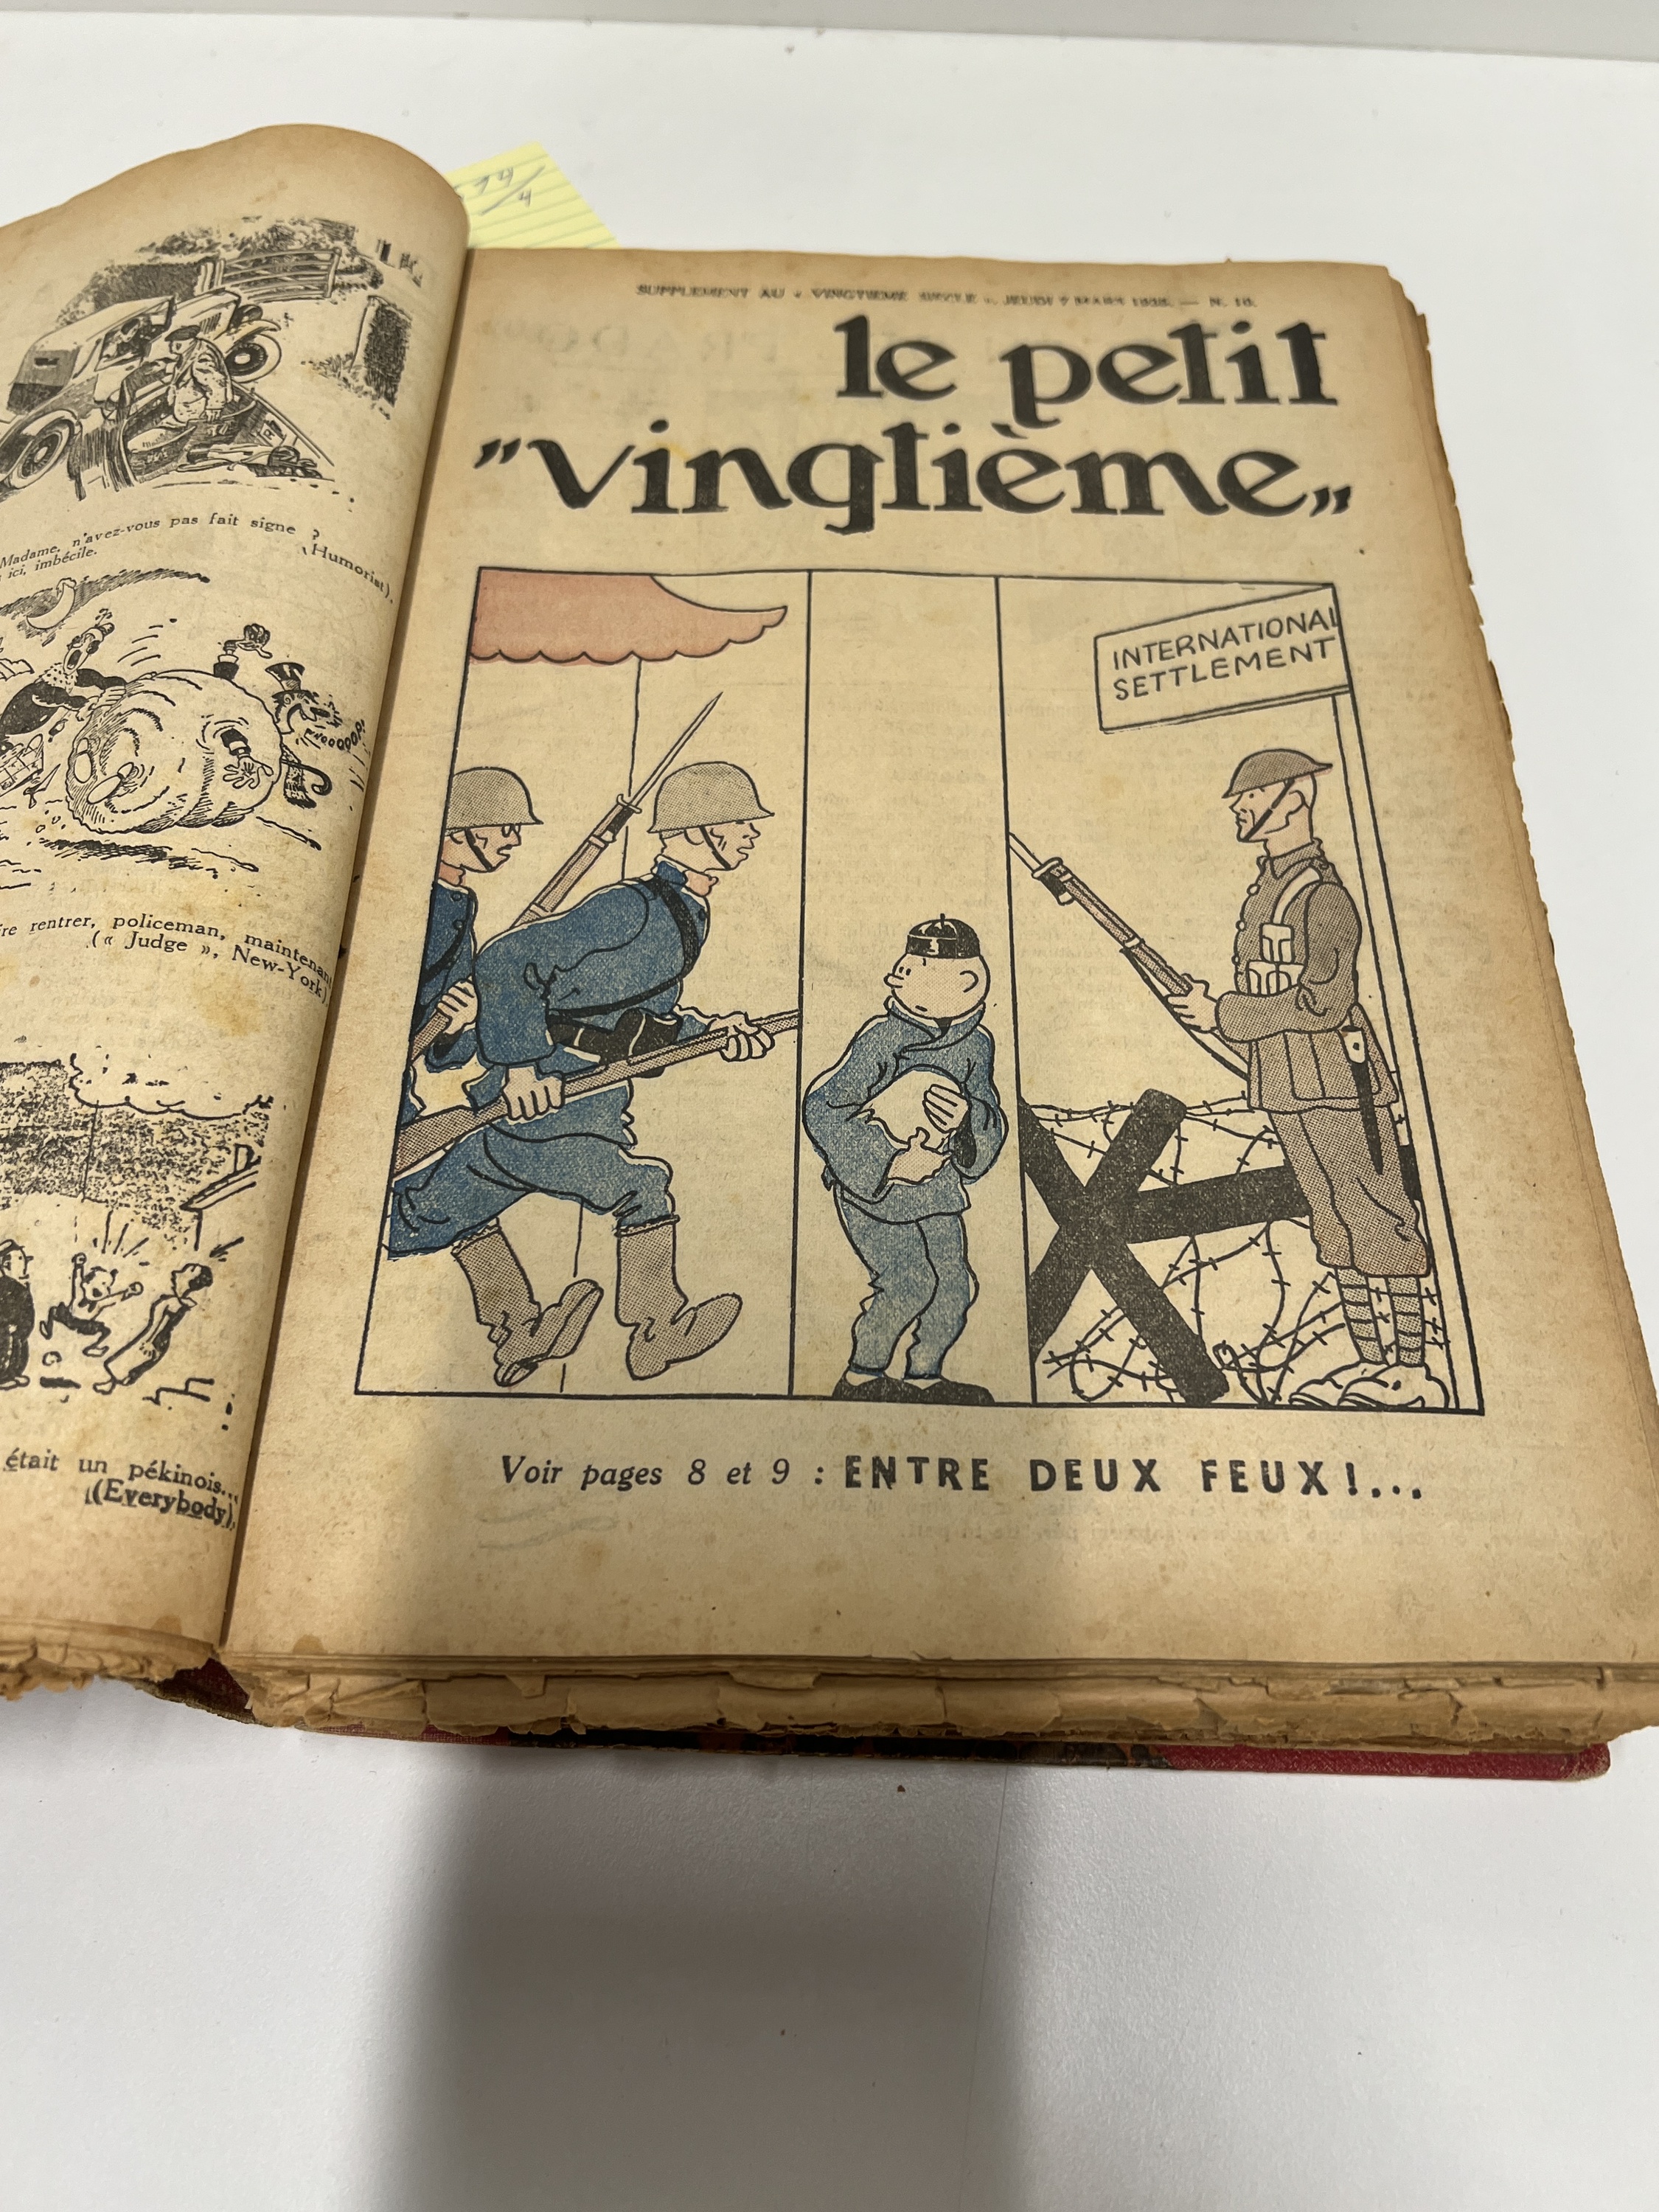 Madame, n'avez-vous pas fait signe ?
ici, imbécile.
(Humorist).
rentrer, policeman, maintenant
(« Judge », New-York)
était un pékinois...
(Everybody).
SUPPLEMENT AU « VINGTIEME SIECLE ». JEUDI 7 MARS 1935. — N. 10.
le petit
"vingtième„
INTERNATIONAL
SETTLEMENT
Voir pages 8 et 9 : ENTRE DEUX FEUX!...